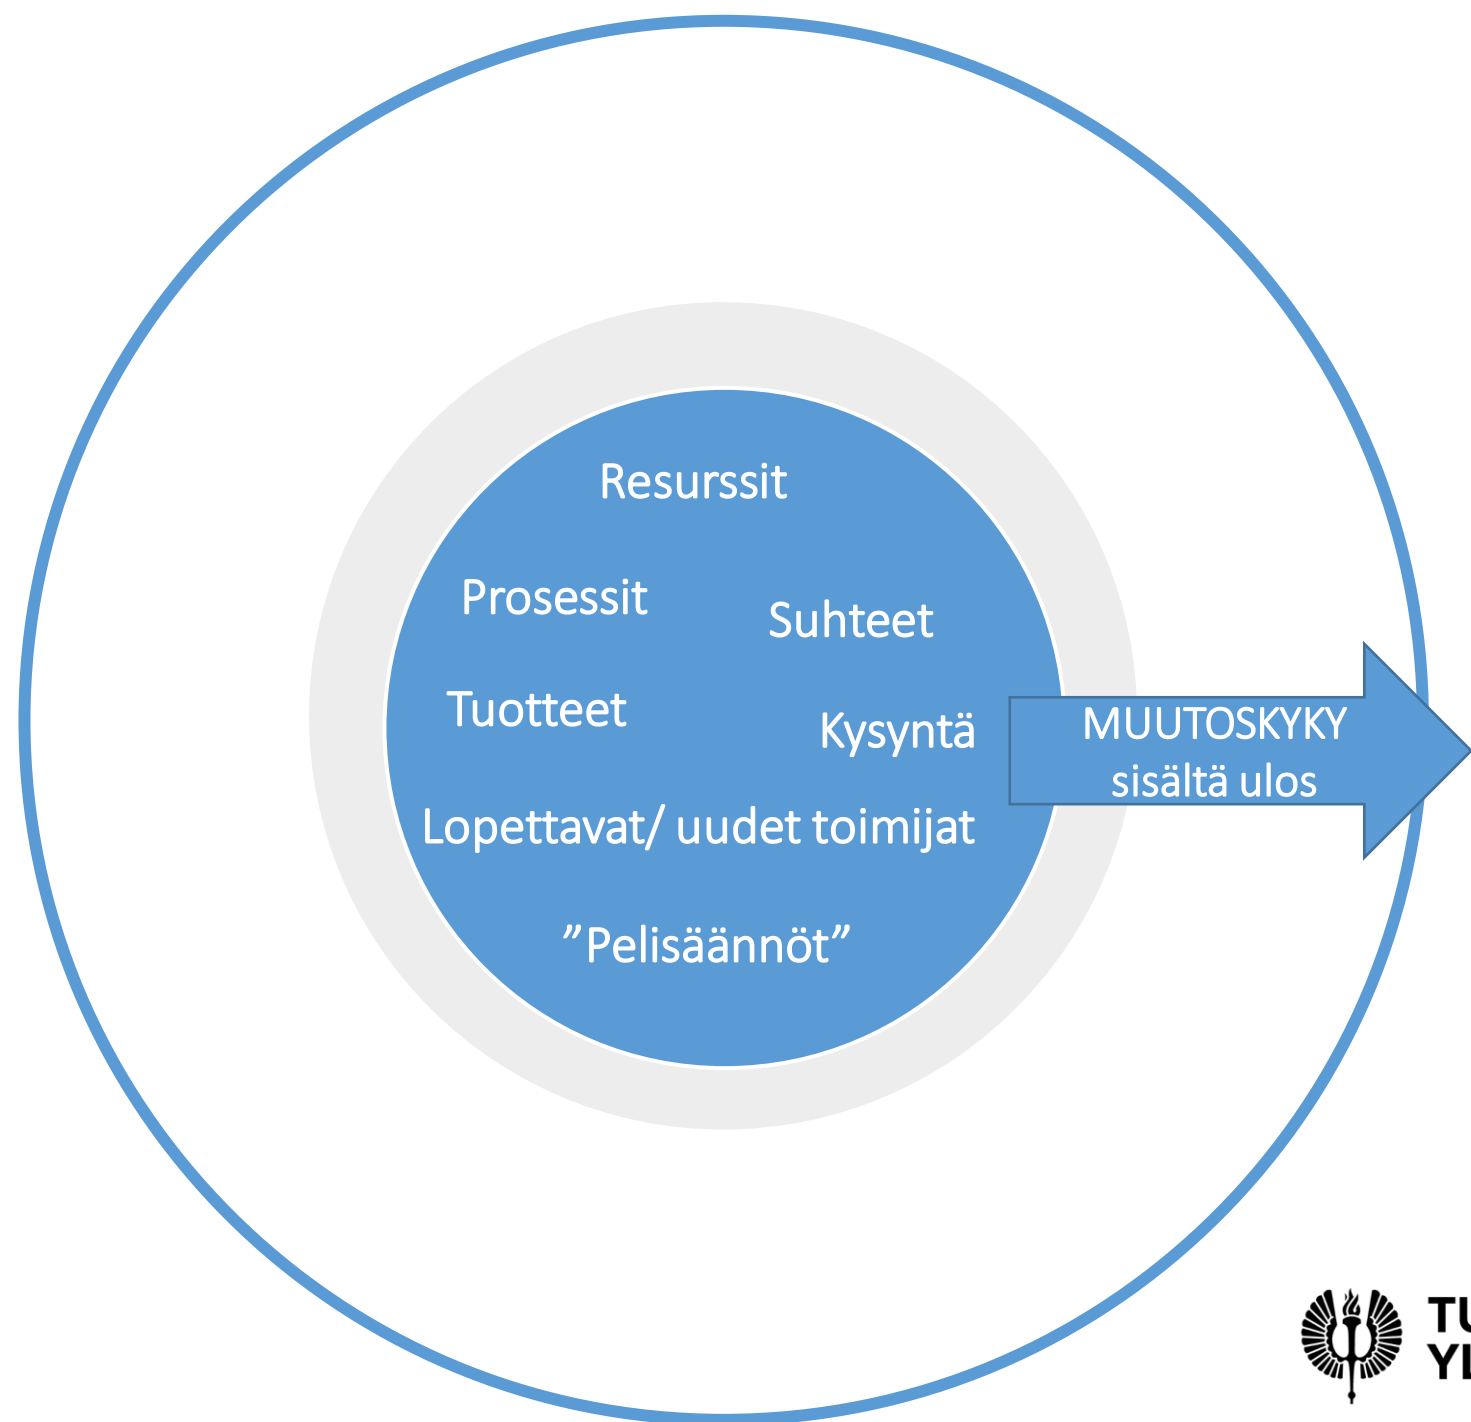 Resurssit
Prosessit
Suhteet
Tuotteet
Kysyntä
MUUTOSKYKY
sisältä ulos
Lopettavat/ uudet toimijat
”Pelisäännöt”